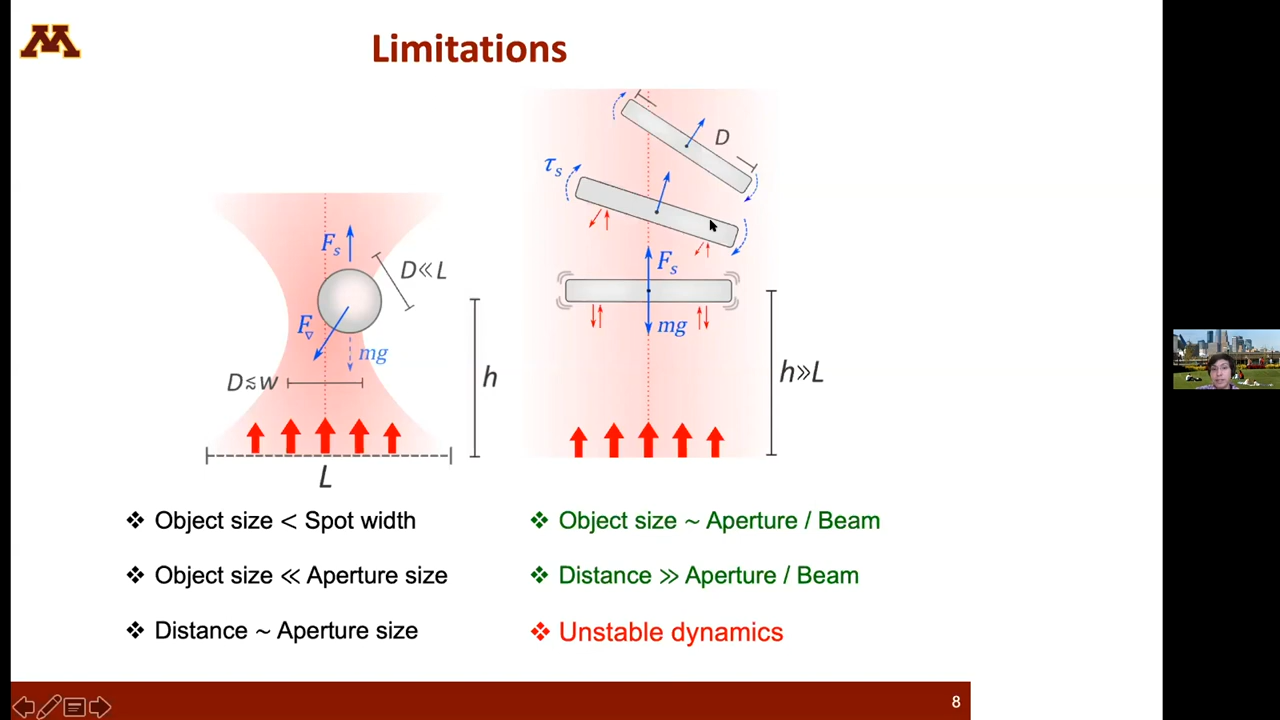 Limitations
D
τs
Fs
D≪L
Fs
F∇
mg
mg
D≲w
h
h≫L
L
❖ Object size < Spot width
❖ Object size ≪ Aperture size
❖ Distance ~ Aperture size
❖ Object size ~ Aperture / Beam
❖ Distance ≫ Aperture / Beam
❖ Unstable dynamics
8